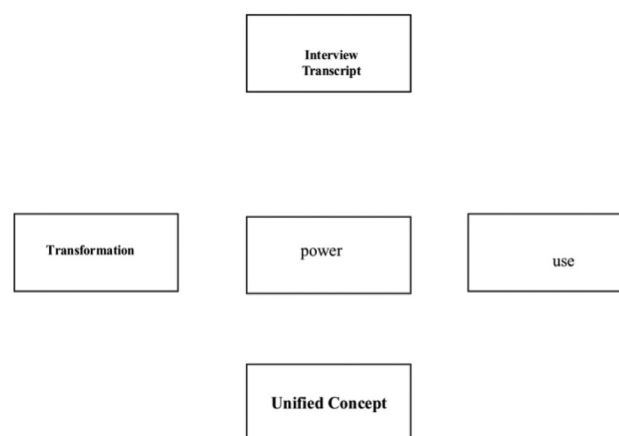 Interview
Transcript
Transformation
power
use
Unified Concept